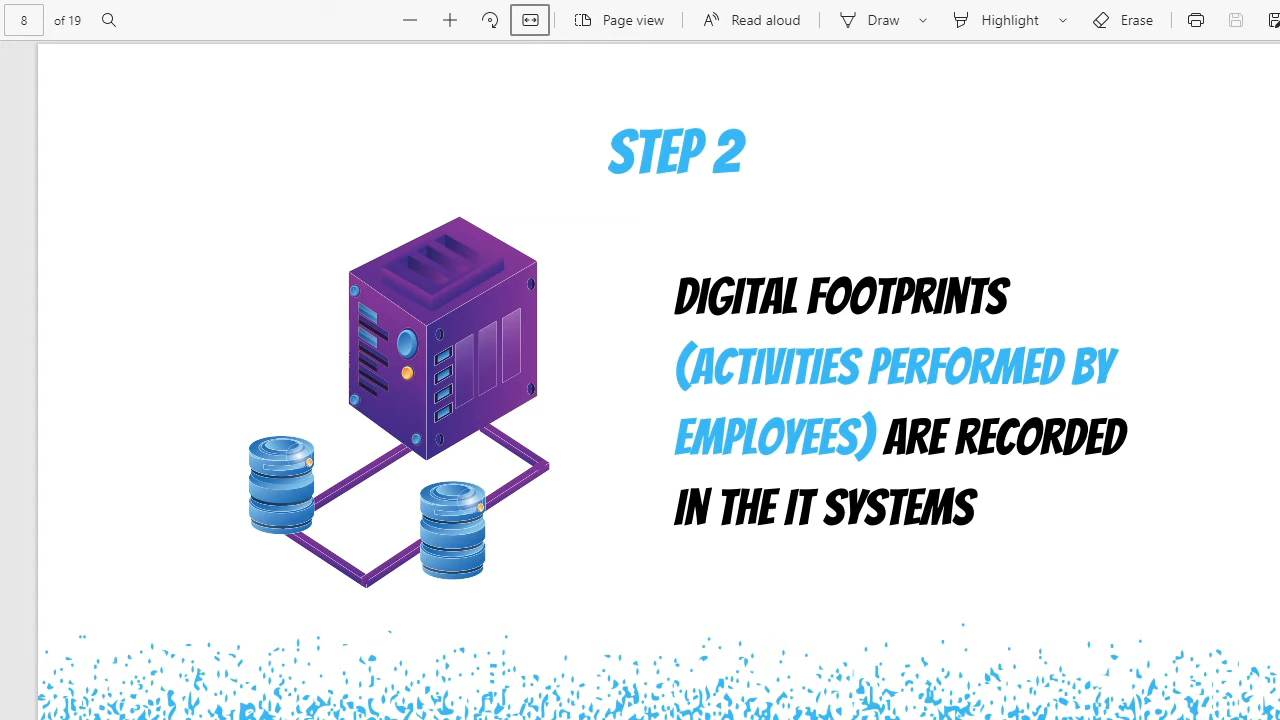 8 of 19 Page view Read aloud Draw Highlight Erase
STEP 2
DIGITAL FOOTPRINTS
(ACTIVITIES PERFORMED BY
EMPLOYEES) ARE RECORDED
IN THE IT SYSTEMS